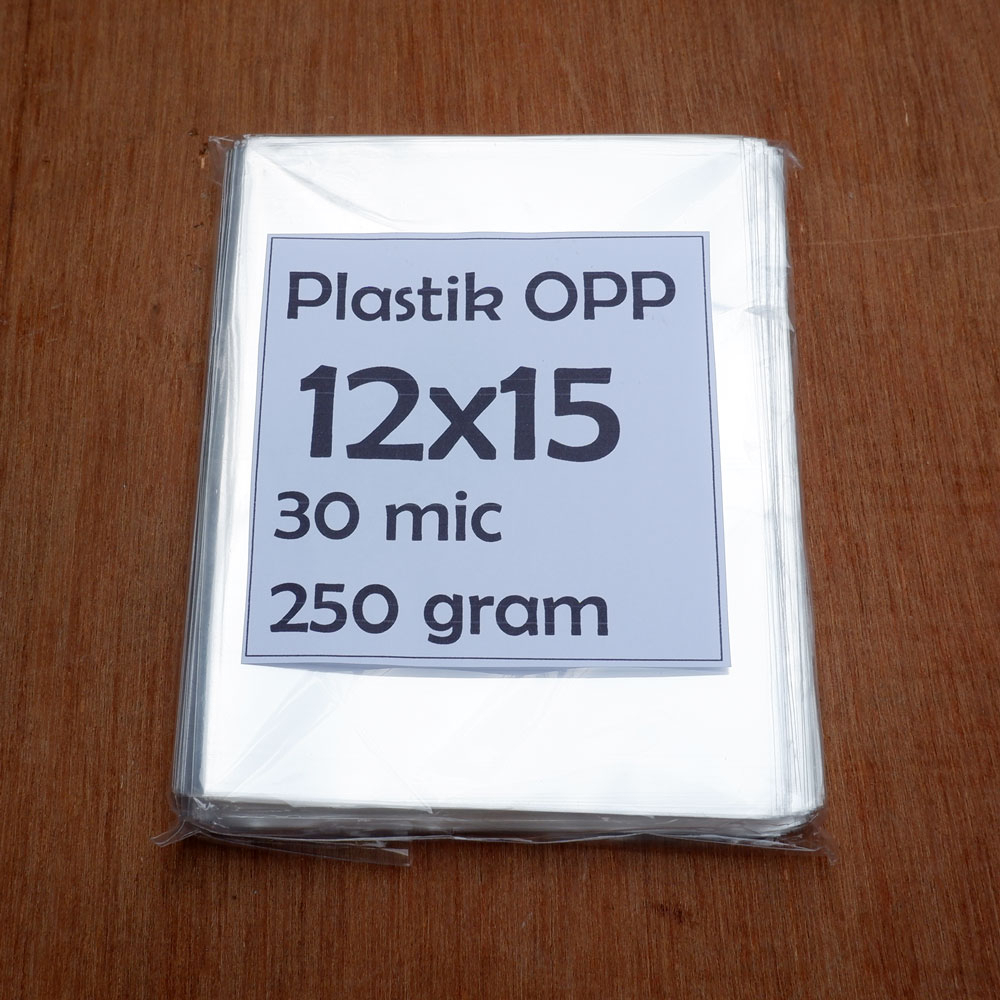 Plastik OPP
12x15
30 mic
250 gram